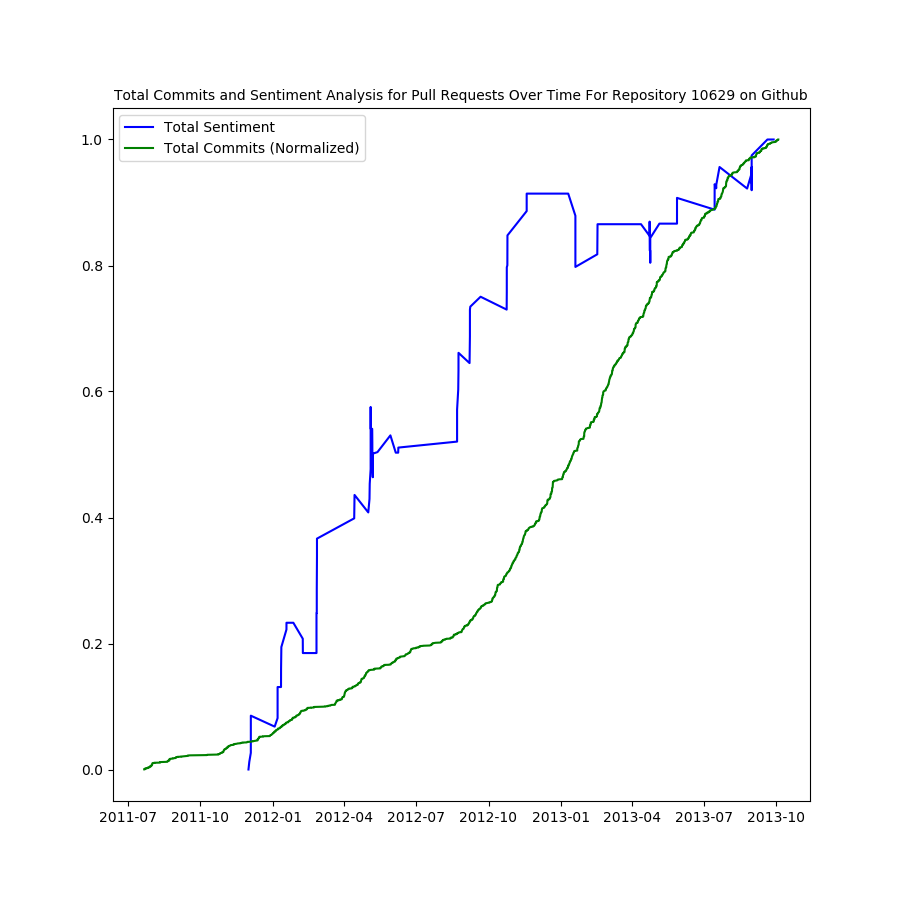 Total Commits and Sentiment Analysis for Pull Requests Over Time For Repository 10629 on Github
Total Sentiment
Total Commits (Normalized)
1.0
0.8
0.6
0.4
0.2
0.0
2011-07 2011-10 2012-01 2012-04 2012-07 2012-10 2013-01 2013-04 2013-07 2013-10